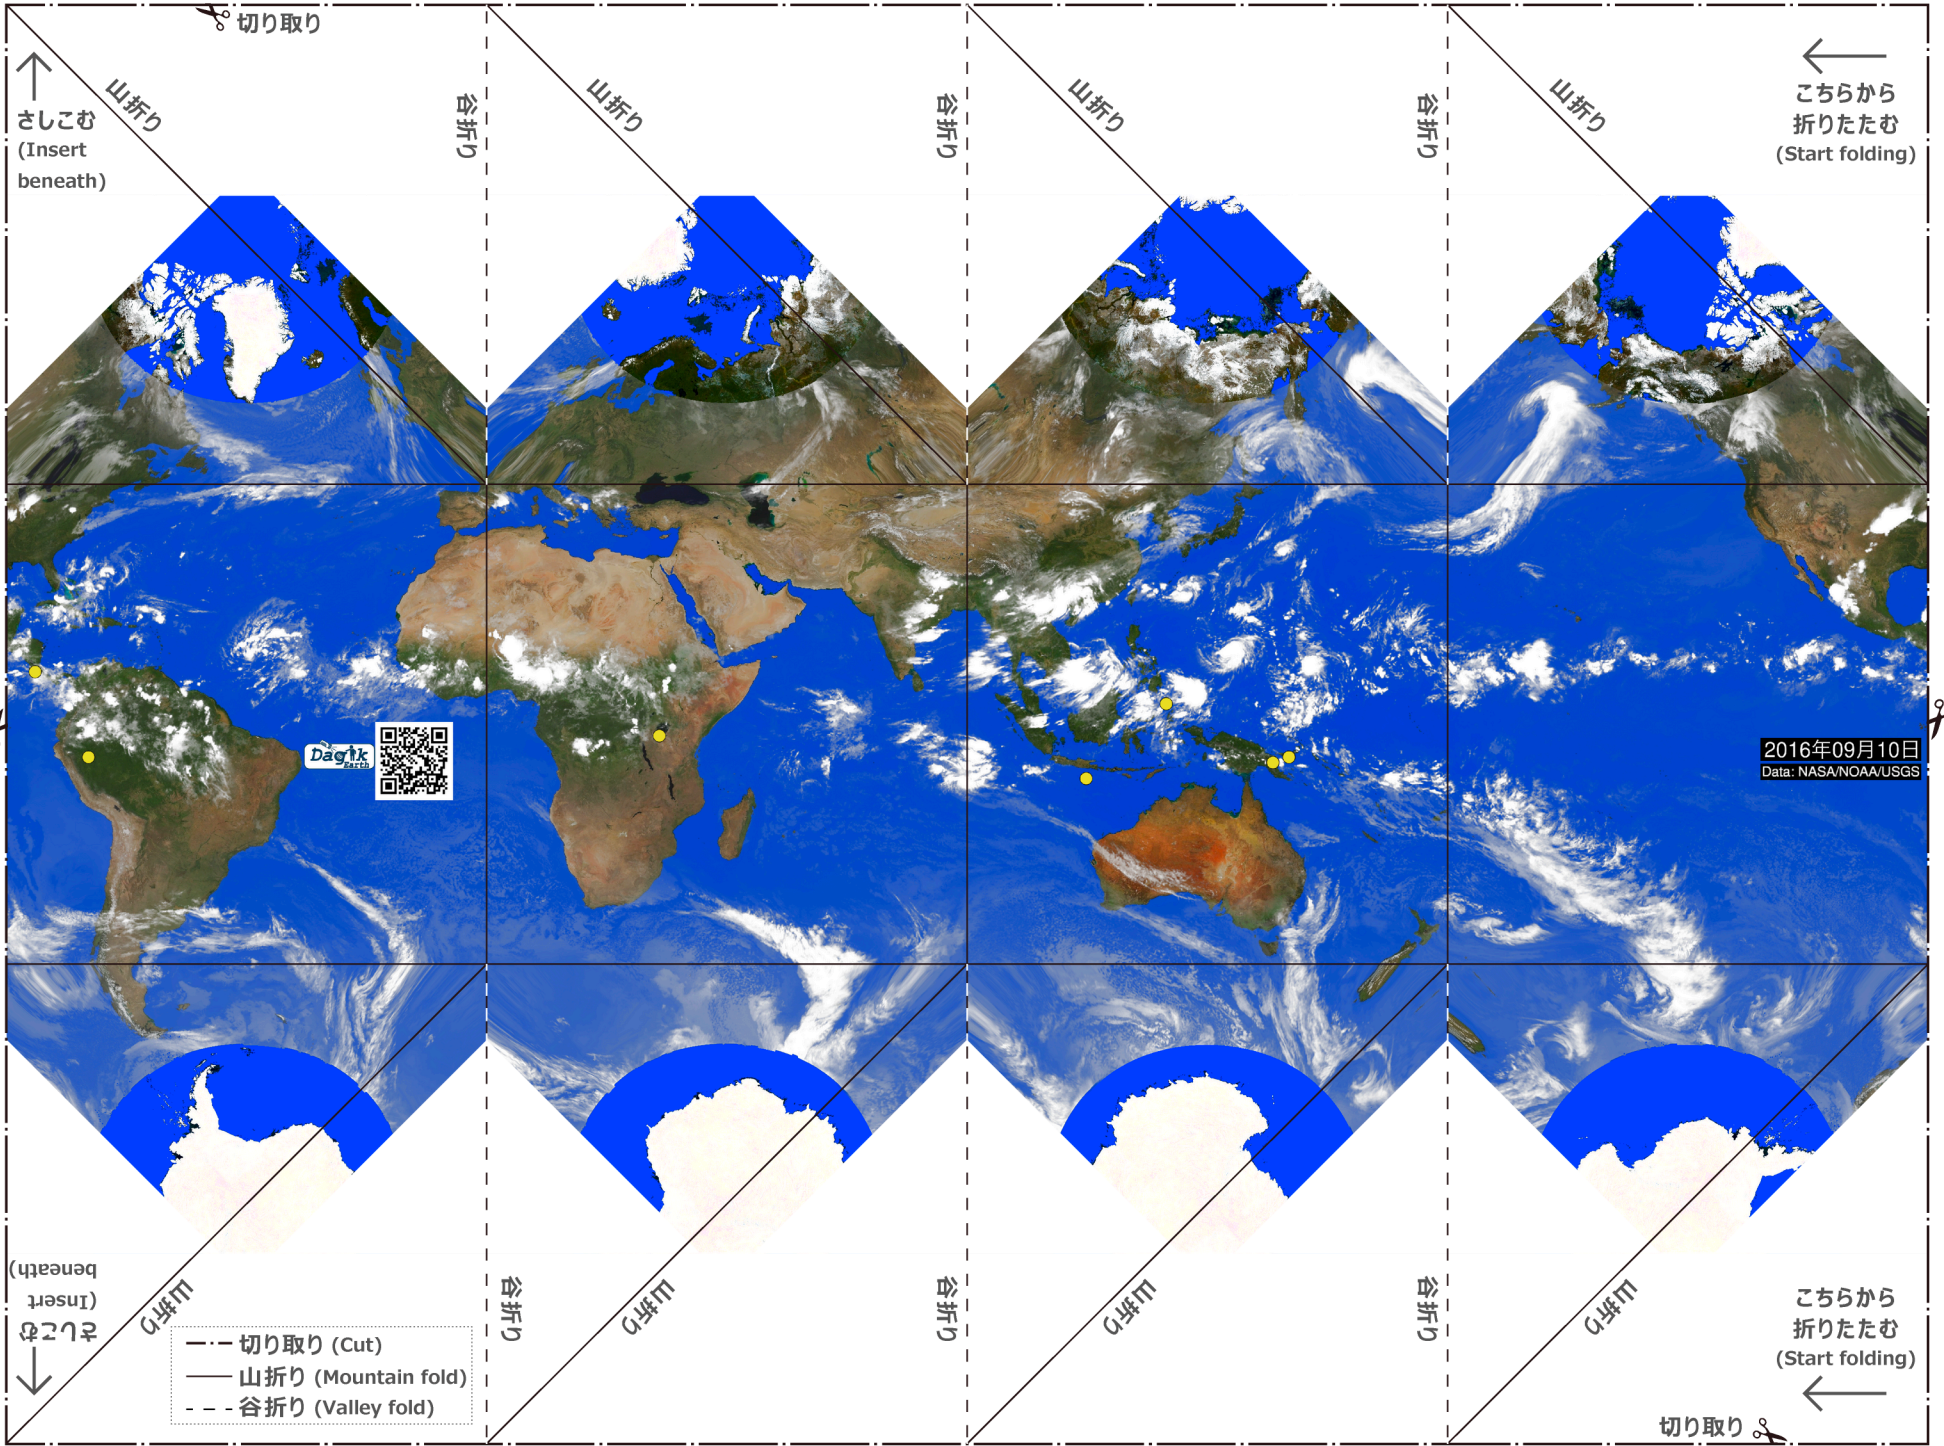 切り取り
山折り
谷折り
山折り
谷折り
山折り
谷折り
山折り
さしこむ
(Insert
beneath)
こちらから
折りたたむ
(Start folding)
Dagik
Earth
2016年09月10日
Data: NASA/NOAA/USGS
さしこむ
(Insert
beneath)
山折り
谷折り
山折り
谷折り
山折り
谷折り
山折り
こちらから
折りたたむ
(Start folding)
切り取り (Cut)
山折り (Mountain fold)
谷折り (Valley fold)
切り取り